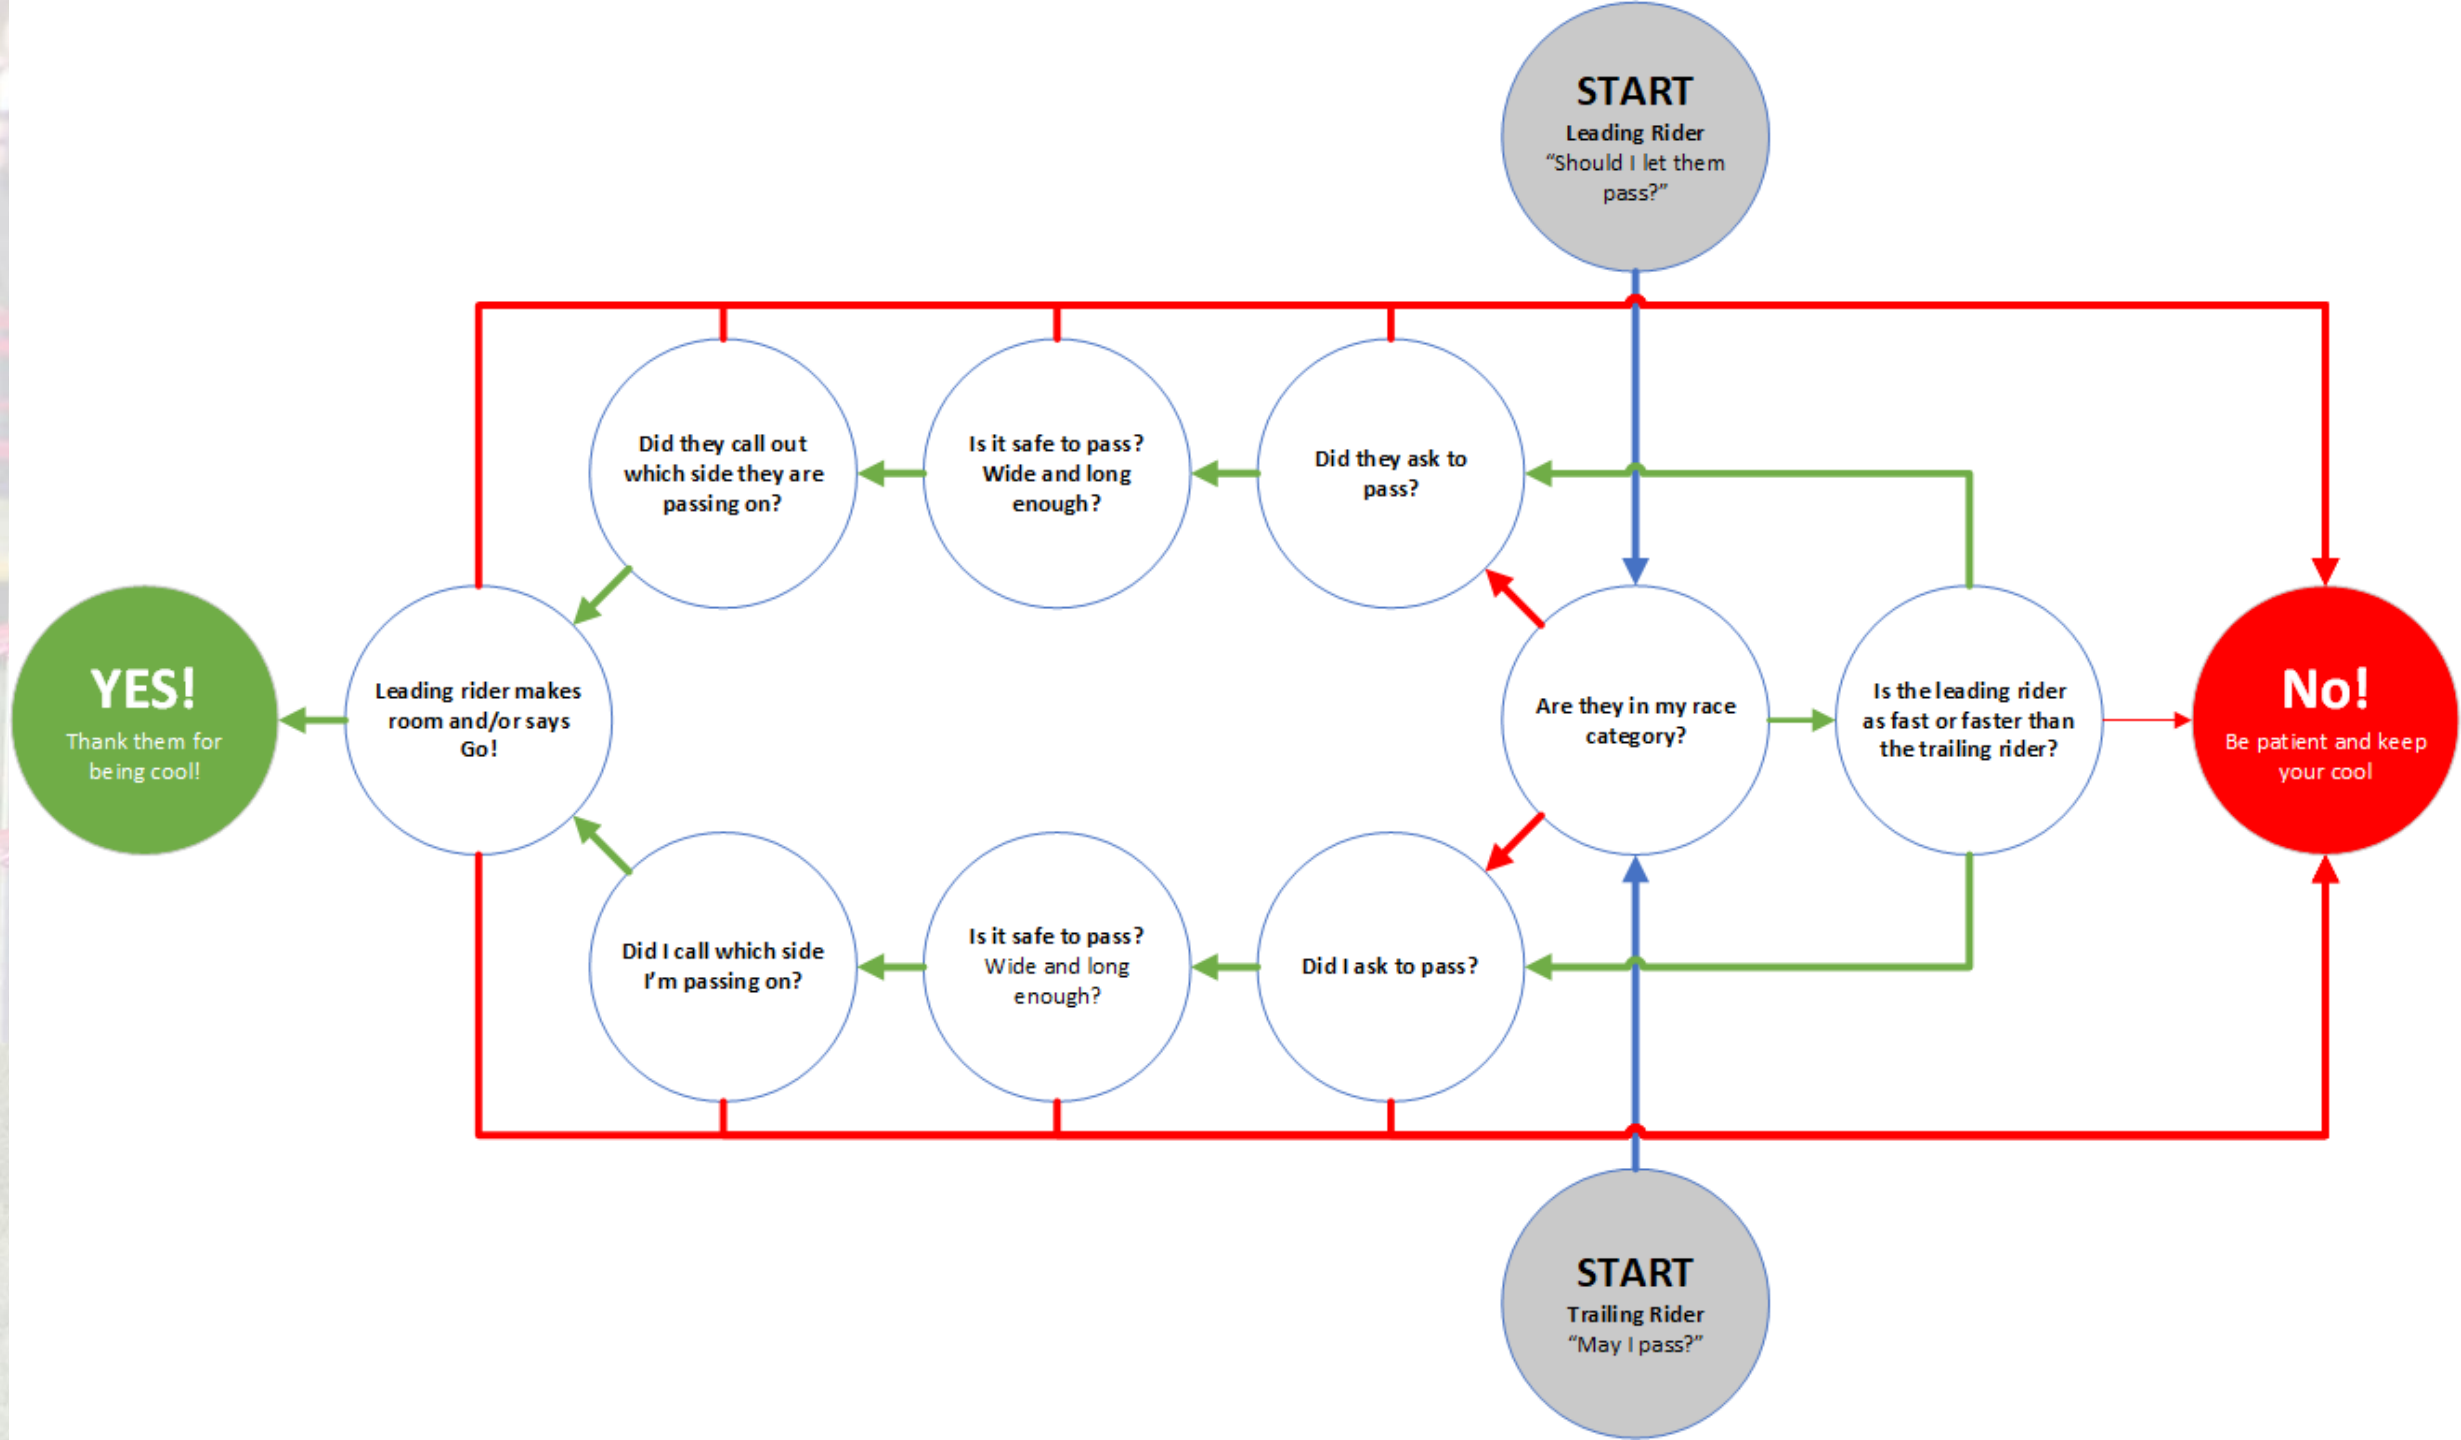 START
Leading Rider
“Should I let them
pass?”
Did they call out
which side they are
passing on?
Is it safe to pass?
Wide and long
enough?
Did they ask to
pass?
YES!
Thank them for
being cool!
Leading rider makes
room and/or says
Go!
Are they in my race
category?
Is the leading rider
as fast or faster than
the trailing rider?
No!
Be patient and keep
your cool
Did I call which side
I’m passing on?
Is it safe to pass?
Wide and long
enough?
Did I ask to pass?
START
Trailing Rider
“May I pass?”